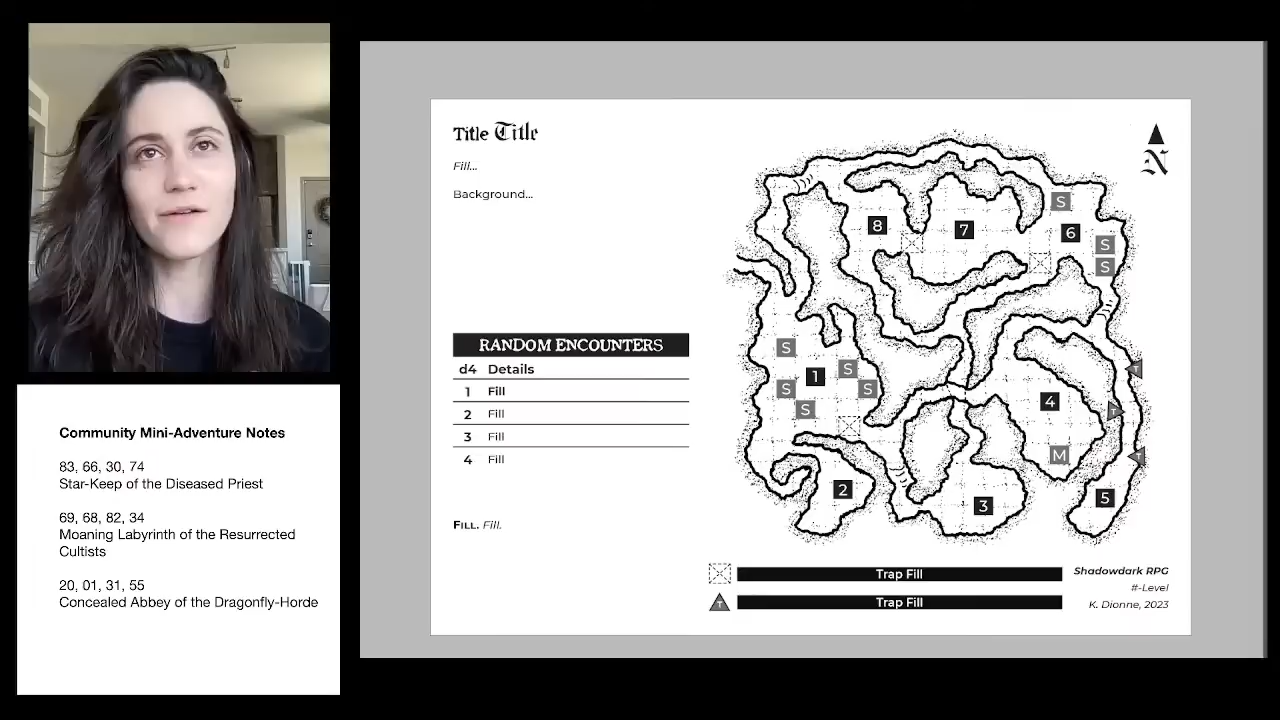 Community Mini-Adventure Notes
83, 66, 30, 74
Star-Keep of the Diseased Priest
69, 68, 82, 34
Moaning Labyrinth of the Resurrected
Cultists
20, 01, 31, 55
Concealed Abbey of the Dragonfly-Horde
Title Title
Fill...
Background...
RANDOM ENCOUNTERS
d4 Details
1 Fill
2 Fill
3 Fill
4 Fill
FILL. Fill.
N
S
8
7
6
S
S
S
1
S
S
S
S
T
4
T
M
T
2
3
5
Trap Fill
T Trap Fill
Shadowdark RPG
#-Level
K. Dionne, 2023